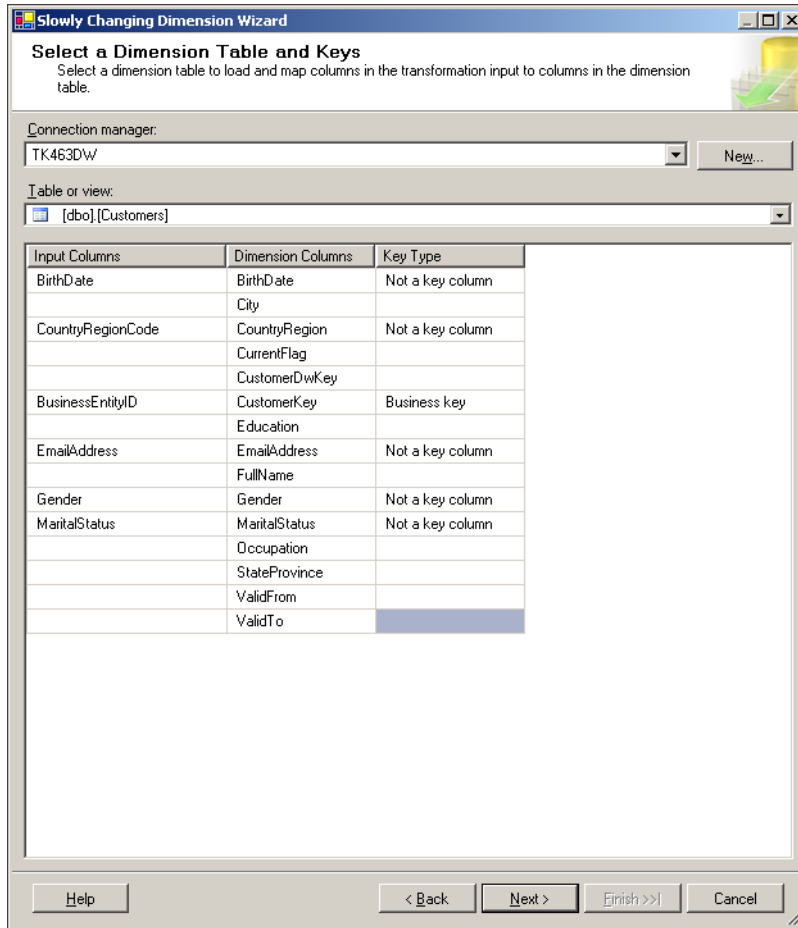 Slowly Changing Dimension Wizard
Select a Dimension Table and Keys
Select a dimension table to load and map columns in the transformation input to columns in the dimension
table.
Connection manager:
TK463DW
New...
Table or view:
[dbo].[Customers]
Input Columns Dimension Columns Key Type
BirthDate BirthDate Not a key column
City
CountryRegionCode CountryRegion Not a key column
CurrentFlag
CustomerDwKey
BusinessEntityID CustomerKey Business key
Education
EmailAddress EmailAddress Not a key column
FullName
Gender Gender Not a key column
MaritalStatus MaritalStatus Not a key column
Occupation
StateProvince
ValidFrom
ValidTo
Help < Back Next > Finish >>| Cancel